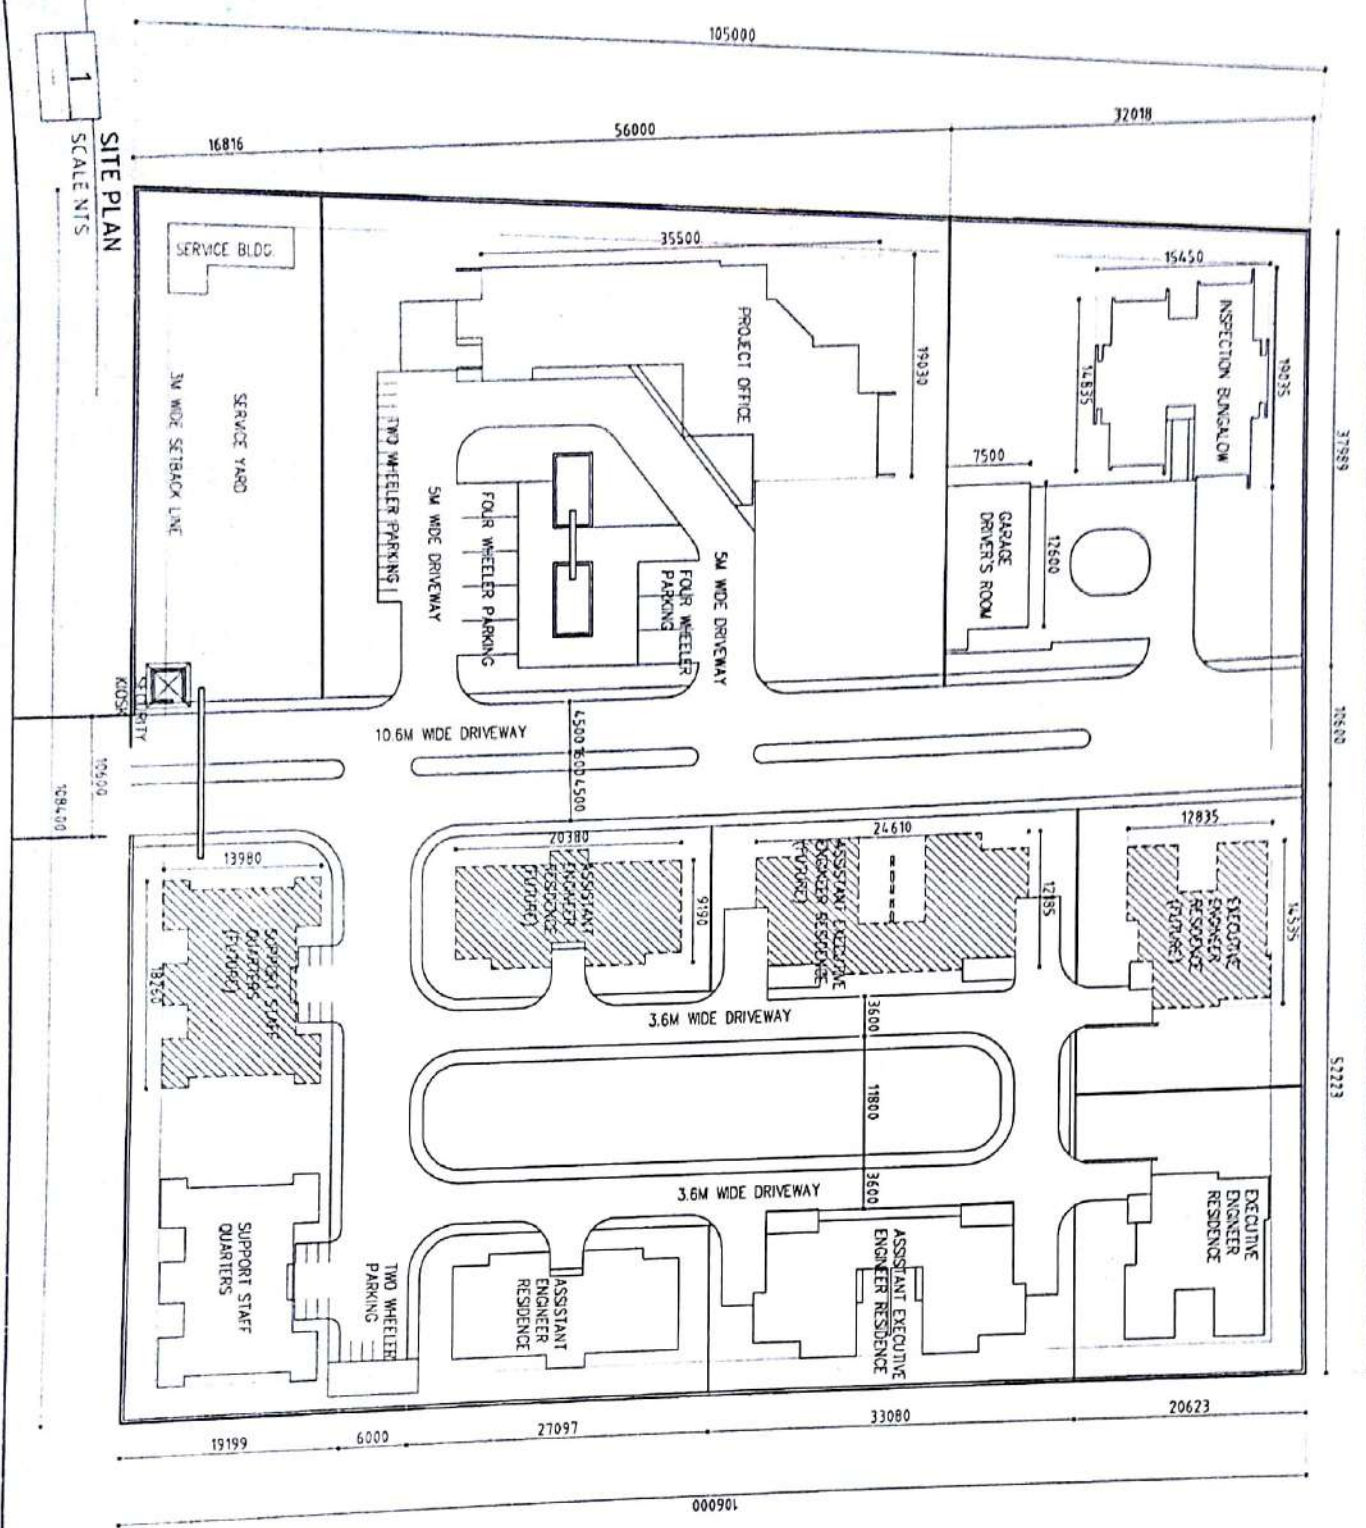 105000
16816
56000
32018
1
SITE PLAN
SCALE NTS
SERVICE BLDG.
35500
15450
PROJECT OFFICE
19030
INSPECTION BUNGALOW
19035
14835
37989
3M WIDE SETBACK LINE
SERVICE YARD
TWO WHEELER PARKING
5M WIDE DRIVEWAY
FOUR WHEELER PARKING
FOUR WHEELER
PARKING
5M WIDE DRIVEWAY
7500
GARAGE
DRIVER'S ROOM
12600
SECURITY
KIOSK
10.6M WIDE DRIVEWAY
4500
1600
4500
10600
10600
108400
13980
20380
24610
12835
SUPPORT STAFF
QUARTERS
(FUTURE)
18260
ASSISTANT
ENGINEER
RESIDENCE
(FUTURE)
9190
ASSISTANT EXECUTIVE
ENGINEER RESIDENCE
(FUTURE)
12185
EXECUTIVE
ENGINEER
RESIDENCE
(FUTURE)
14535
3.6M WIDE DRIVEWAY
3600
11800
3600
52223
3.6M WIDE DRIVEWAY
SUPPORT STAFF
QUARTERS
TWO WHEELER
PARKING
ASSISTANT
ENGINEER
RESIDENCE
ASSISTANT EXECUTIVE
ENGINEER RESIDENCE
EXECUTIVE
ENGINEER
RESIDENCE
19199
6000
27097
33080
20623
106000